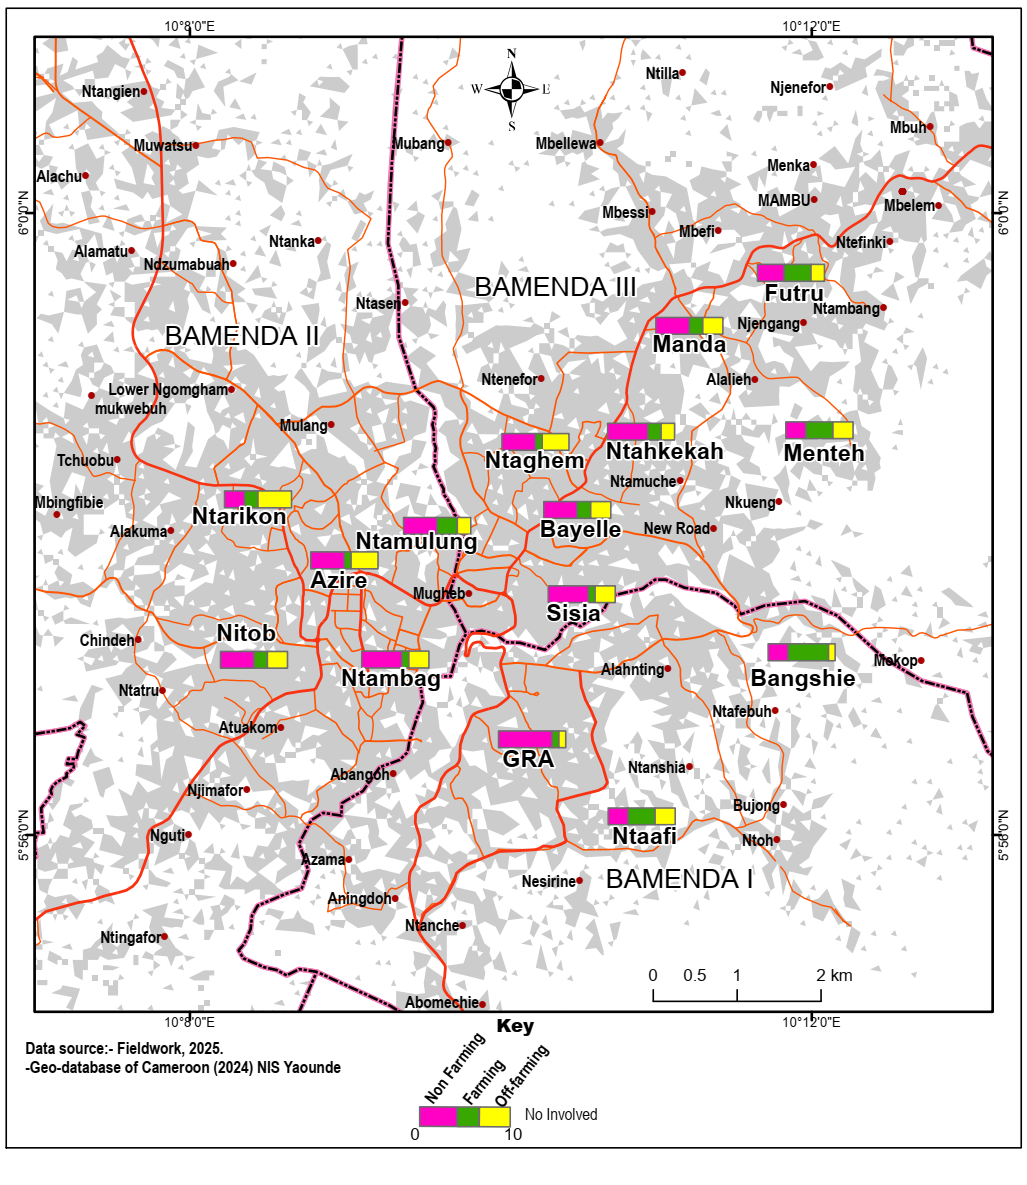 10°8'0"E
10°12'0"E
N
W
E
S
Ntilla
Njenefor
Ntangien
Mbuh
Muwatsu
Mubang
Mbellewa
Menka
Alachu
MAMBU
Mbelem
6°0'0"N
6°0'0"N
Mbessi
Mbefi
Ntefinki
Ntanka
Alamatu
Ndzumabuah
BAMENDA III
Futru
Ntasen
Ntambang
Njengang
BAMENDA II
Manda
Ntenefor
Alalieh
Lower Ngomgham
mukwebuh
Mulang
Ntaghem
Ntahkekah
Menteh
Tchuobu
Ntamuche
Mbingfibie
Nkueng
Ntarikon
Alakuma
Bayelle
New Road
Ntamulung
Azire
Mugheb
Sisia
Nitob
Chindeh
Mokop
Alahnting
Ntambag
Bangshie
Ntatru
Ntafebuh
Atuakom
GRA
Ntanshia
Abangoh
Njimafor
Bujong
Nguti
Ntaafi
Ntoh
5°56'0"N
5°56'0"N
Azama
Nesirine
BAMENDA I
Aningdoh
Ntanche
Ntingafor
0 0.5 1 2 km
Abomechie
10°8'0"E
10°12'0"E
Key
Data source:- Fieldwork, 2025.
-Geo-database of Cameroon (2024) NIS Yaounde
Non Farming
Farming
Off-farming
No Involved
0 10